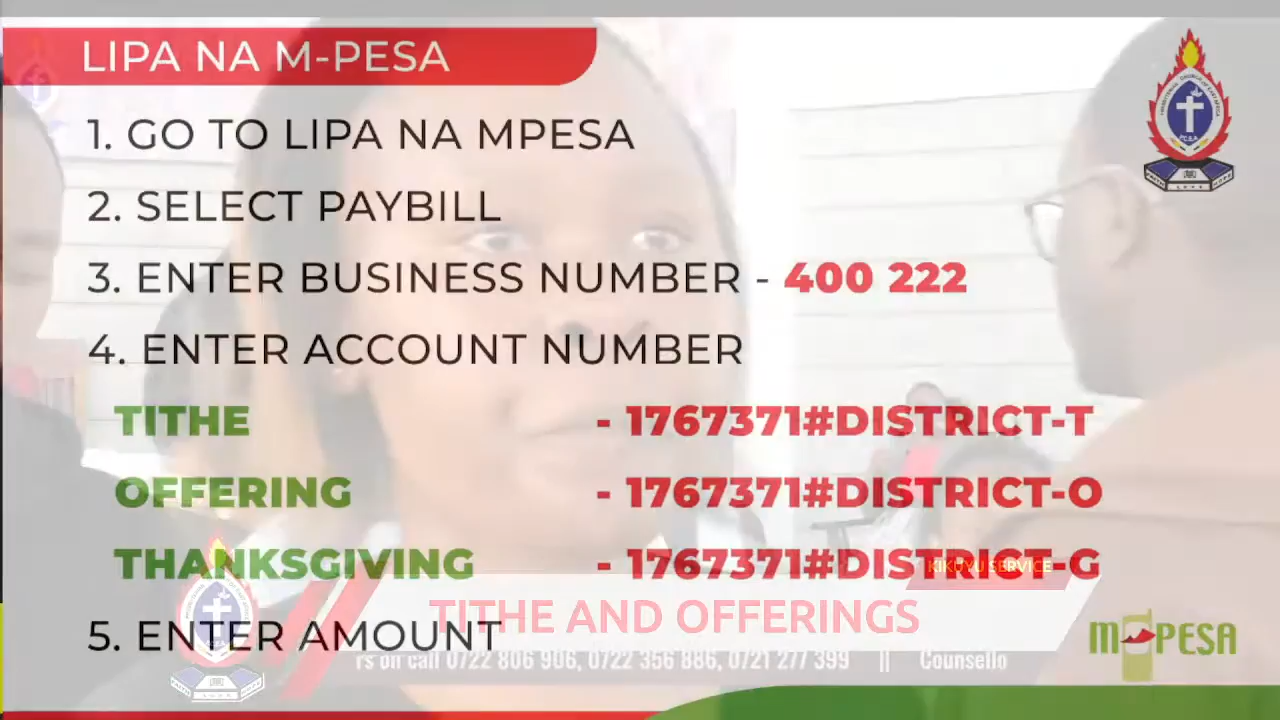 LIPA NA M-PESA
1. GO TO LIPA NA MPESA
2. SELECT PAYBILL
3. ENTER BUSINESS NUMBER - 400 222
4. ENTER ACCOUNT NUMBER
TITHE - 1767371#DISTRICT-T
OFFERING - 1767371#DISTRICT-O
THANKSGIVING - 1767371#DISTRICT-G
KIKUYU SERVICE
TITHE AND OFFERINGS
5. ENTER AMOUNT
rs on call 0722 806 906, 0722 356 886, 0721 277 399 || Counsello
M-PESA